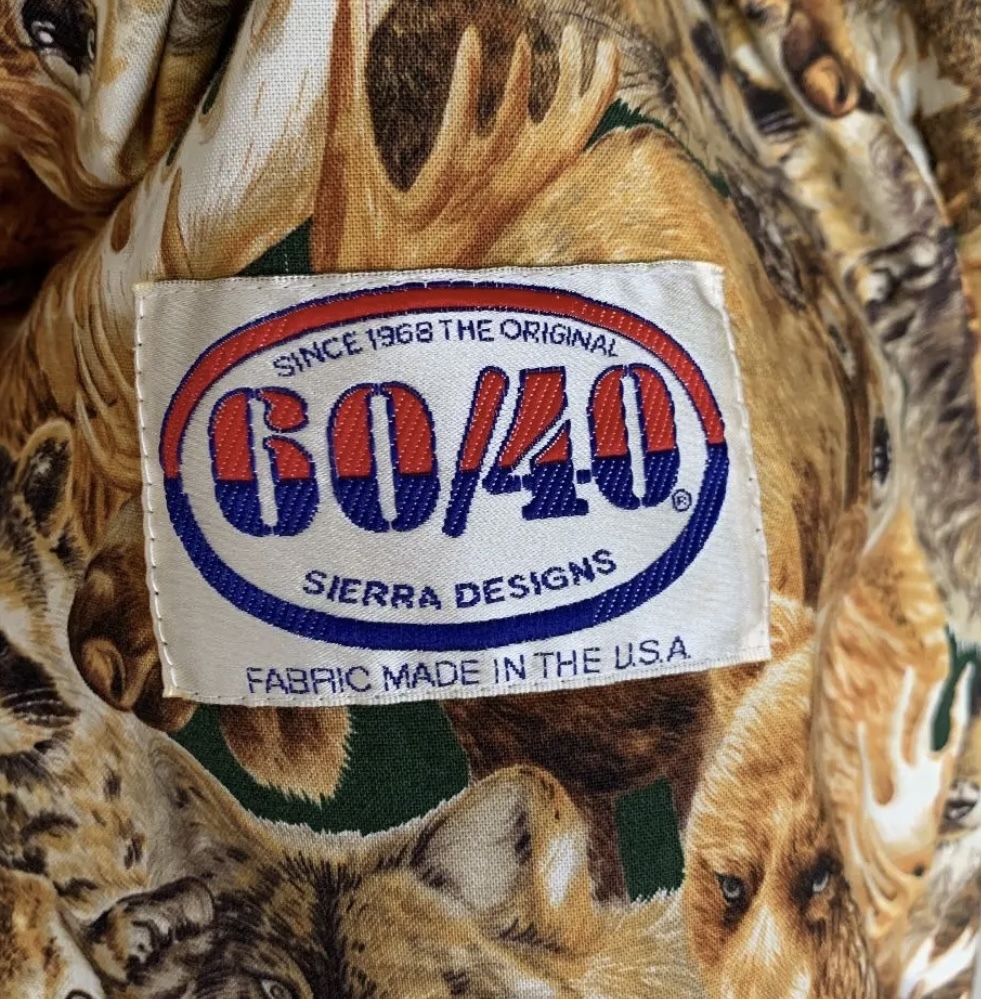 SINCE 1968 THE ORIGINAL
60/40®
SIERRA DESIGNS
FABRIC MADE IN THE U.S.A.